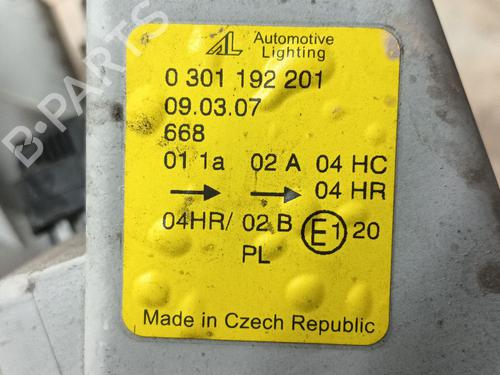 AL Automotive
Lighting
0 301 192 201
09.03.07
668
01 1a 02 A 04 HC
→ → 04 HR
04HR/ 02 B E1 20
PL
Made in Czech Republic
B-PARTS